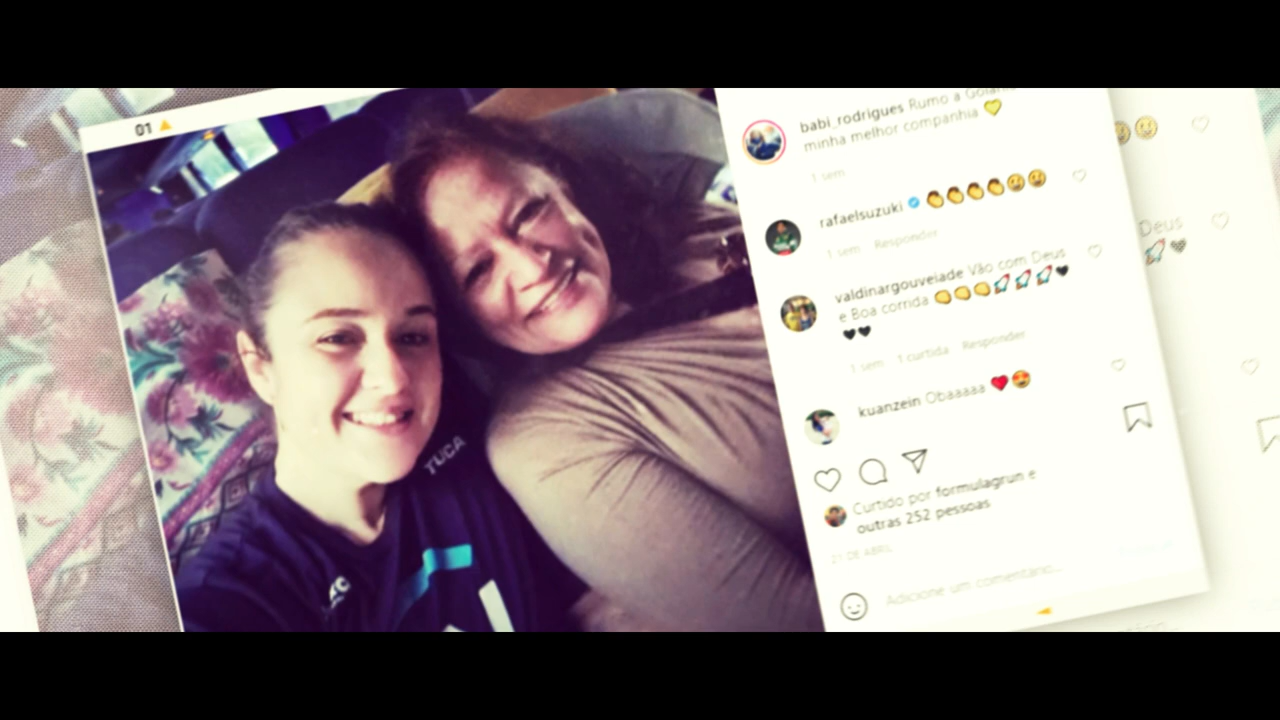 01
TUCA
babi_rodrigues Rumo a Goiânia
minha melhor companhia 💛
1 sem
rafaelsuzuki 👏👏👏👏😢😢
1 sem Responder
valdinargouveiade Vão com Deus
e Boa corrida 👏👏👏🚀🚀🚀🖤
🖤🖤
1 sem 1 curtida Responder
kuanzein Obaaaaa ❤️😍
Curtido por formulagrun e
outras 252 pessoas
21 DE ABRIL
Adicione um comentário...
Deus